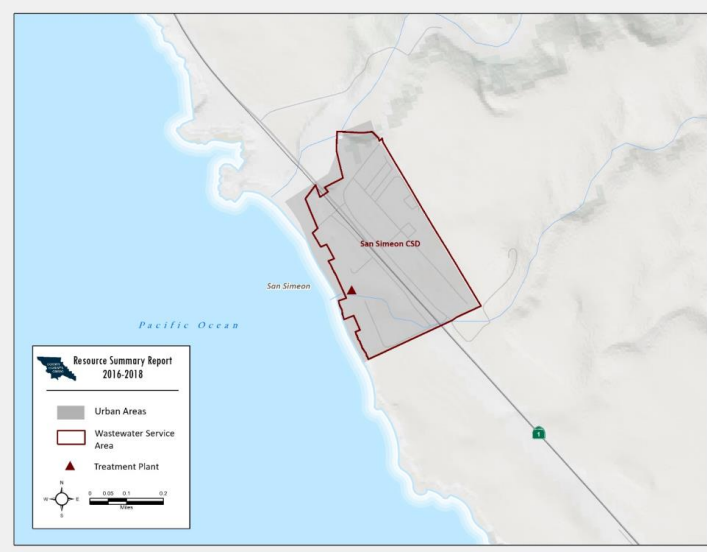 San Simeon CSD
San Simeon
Pacific Ocean
1
Resource Summary Report
2016-2018
Urban Areas
Wastewater Service
Area
Treatment Plant
N
W E
S
0 0.05 0.1 0.2
Miles